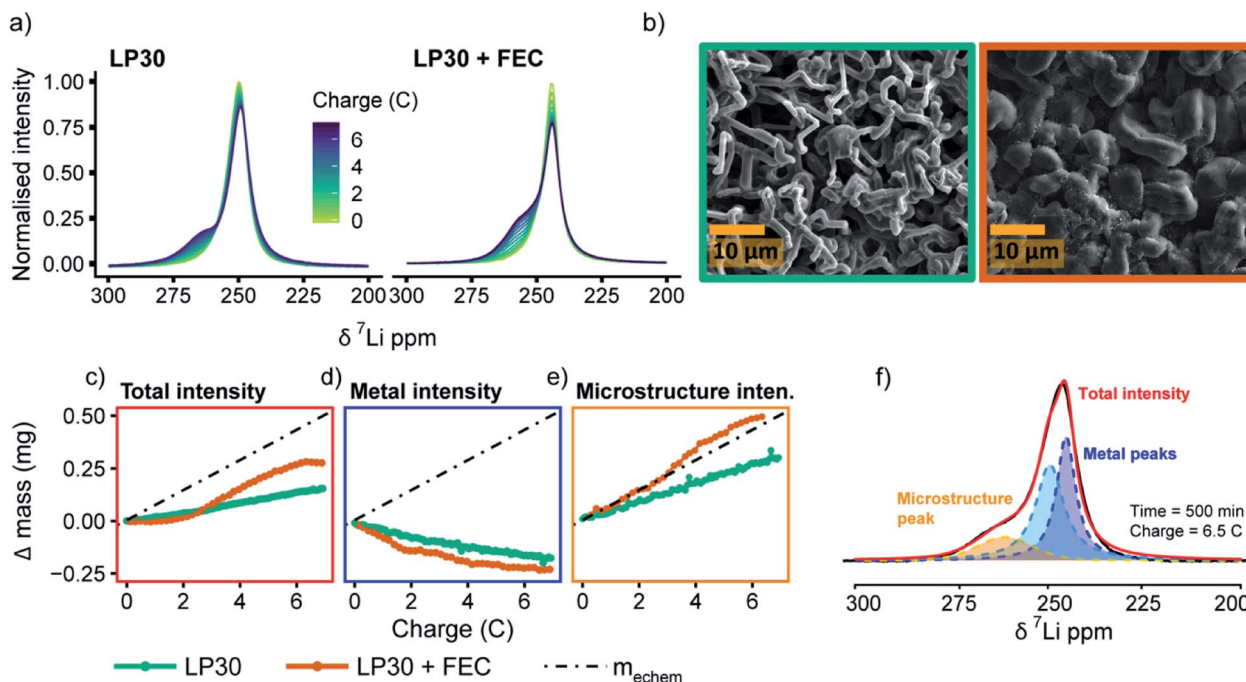 a)
LP30
LP30 + FEC
b)
Normalised intensity
1.00
0.75
0.50
0.25
0.00
Charge (C)
6
4
2
0
300 275 250 225 200
300 275 250 225 200
δ ⁷Li ppm
10 µm
10 µm
c) Total intensity
d) Metal intensity
e) Microstructure inten.
f)
Δ mass (mg)
0.50
0.25
0.00
−0.25
0 2 4 6
0 2 4 6
0 2 4 6
Charge (C)
LP30
LP30 + FEC
m_echem
Total intensity
Metal peaks
Microstructure
peak
Time = 500 min
Charge = 6.5 C
300 275 250 225 200
δ ⁷Li ppm